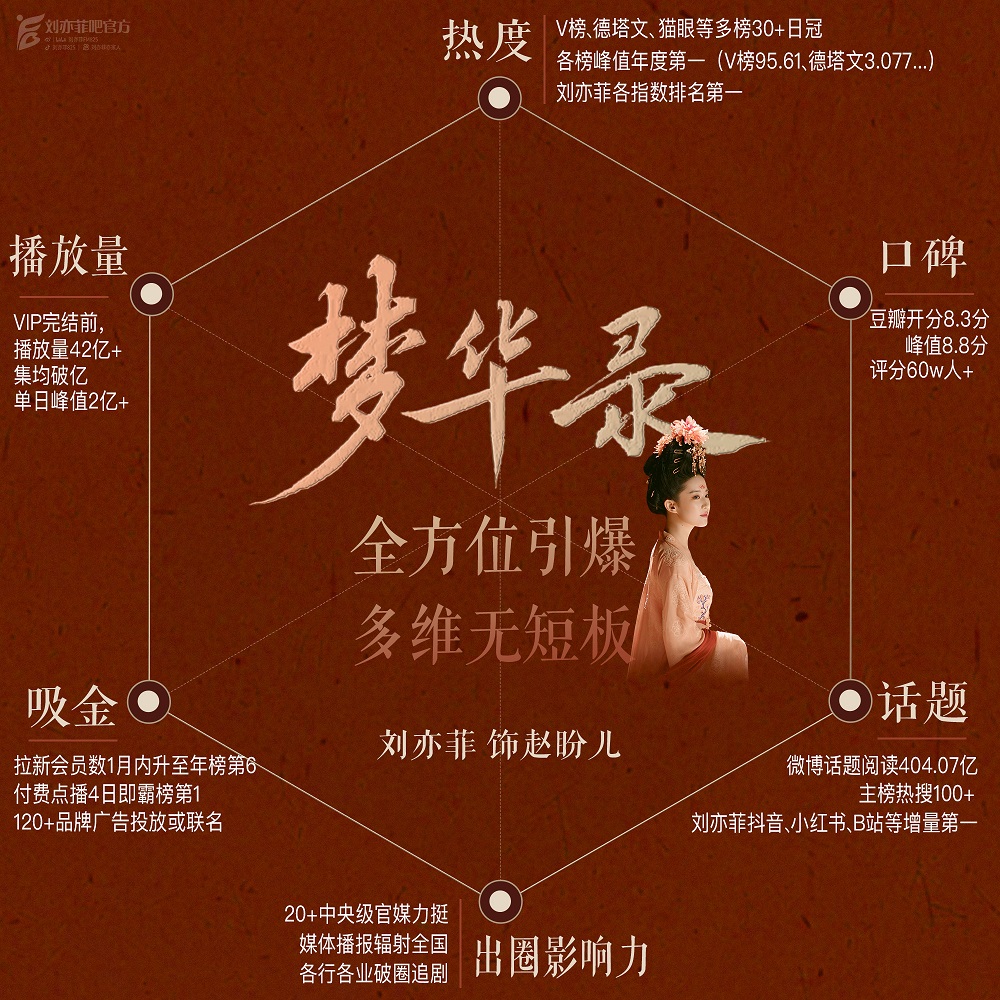 刘亦菲吧官方
热度
V榜、德塔文、猫眼等多榜30+日冠
各榜峰值年度第一（V榜95.61、德塔文3.077...）
刘亦菲各指数排名第一
播放量
VIP完结前，
播放量42亿+
集均破亿
单日峰值2亿+
口碑
豆瓣开分8.3分
峰值8.8分
评分60w人+
梦华录
全方位引爆
多维无短板
刘亦菲 饰赵盼儿
吸金
拉新会员数1月内升至年榜第6
付费点播4日即霸榜第1
120+品牌广告投放或联名
话题
微博话题阅读404.07亿
主榜热搜100+
刘亦菲抖音、小红书、B站等增量第一
20+中央级官媒力挺
媒体播报辐射全国
各行各业破圈追剧
出圈影响力